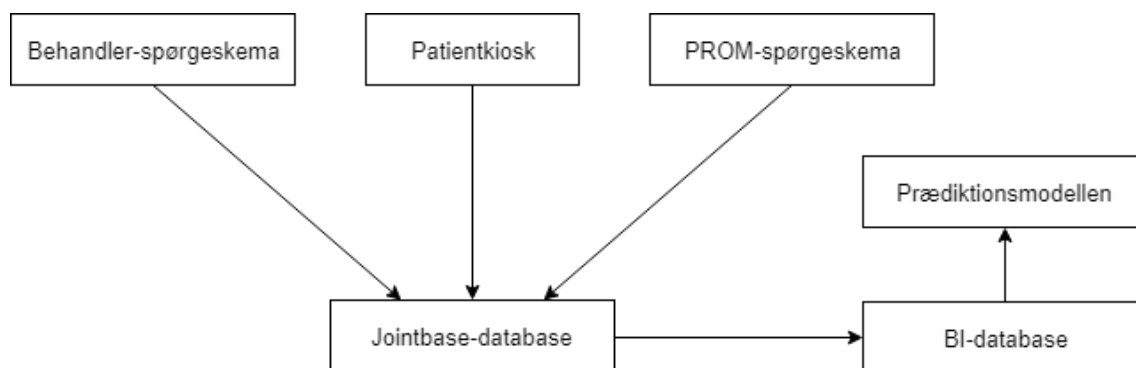 Behandler-spørgeskema
Patientkiosk
PROM-spørgeskema
Prædiktionsmodellen
Jointbase-database
BI-database